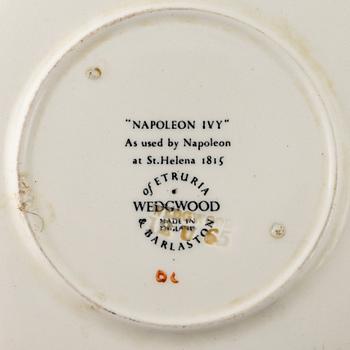 "NAPOLEON IVY"
As used by Napoleon
at St.Helena 1815
of ETRURIA
WEDGWOOD
MADE IN
ENGLAND
& BARLASTON